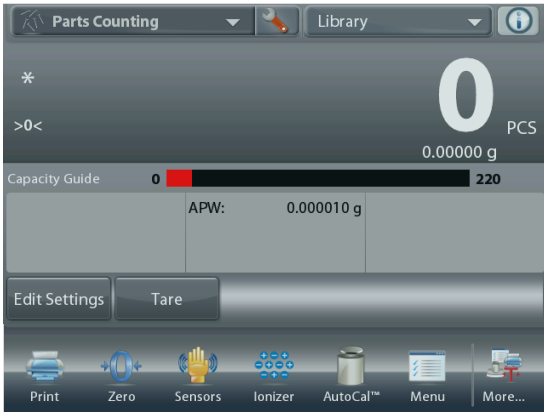 Parts Counting
Library
*
0
>0<
PCS
0.00000 g
Capacity Guide 0 220
APW: 0.000010 g
Edit Settings Tare
Print Zero Sensors Ionizer AutoCal™ Menu More...